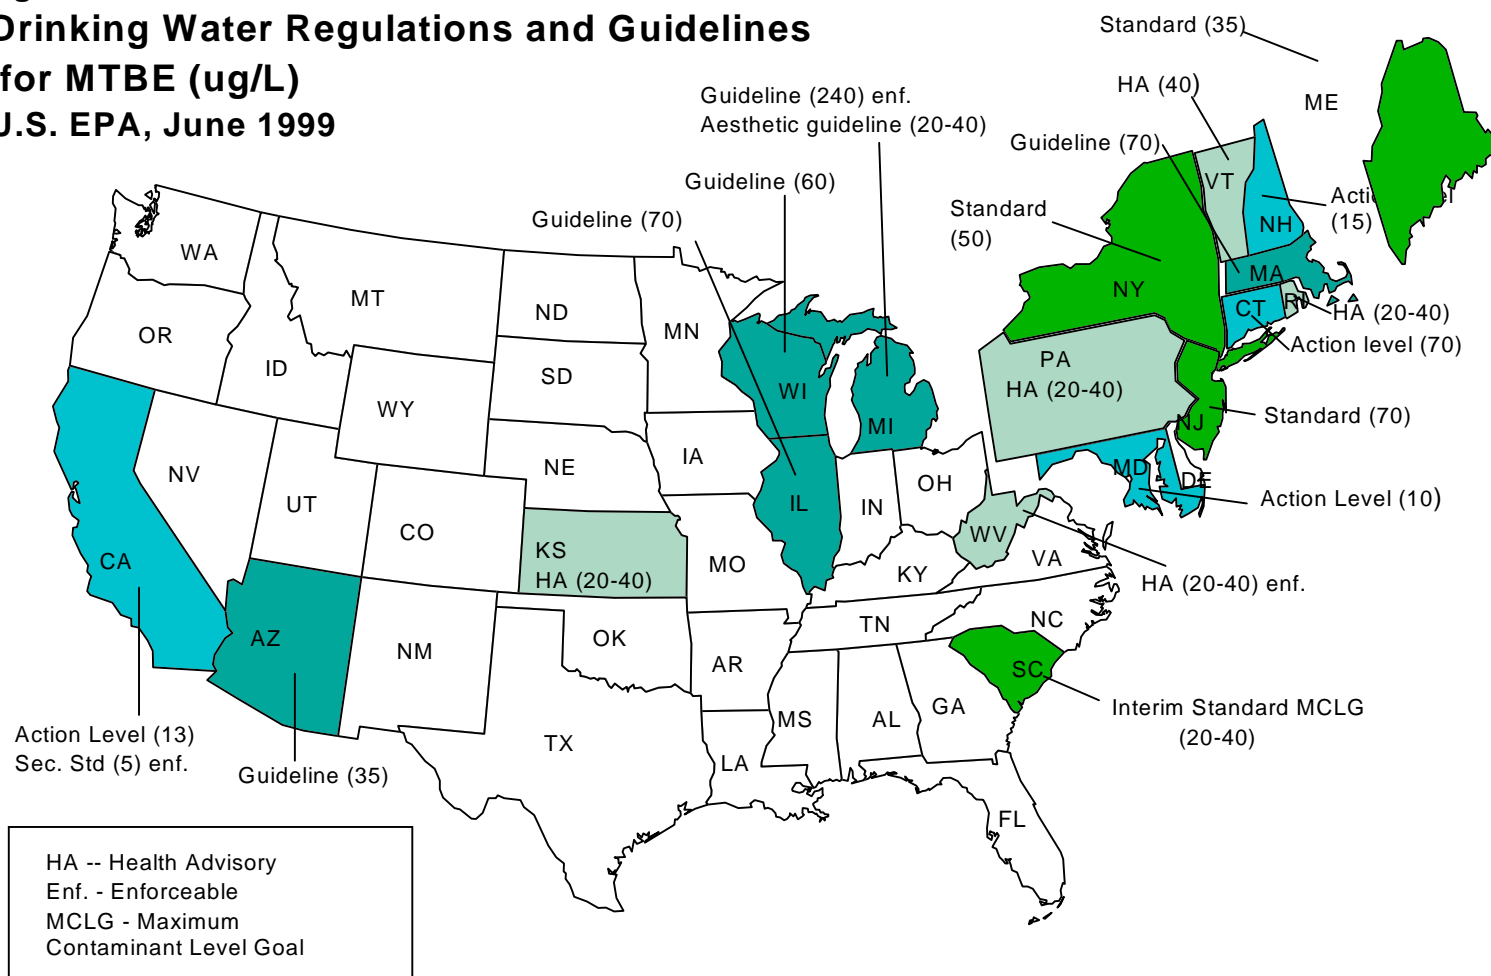 Drinking Water Regulations and Guidelines
for MTBE (ug/L)
U.S. EPA, June 1999
Standard (35)
ME
HA (40)
Guideline (240) enf.
Aesthetic guideline (20-40)
Guideline (70)
Guideline (60)
Guideline (70)
Standard
(50)
VT
NH
(15)
WA
MT
ND
MN
OR
ID
SD
WY
WI
MI
NY
MA
CT
RI
HA (20-40)
Action level (70)
PA
HA (20-40)
NJ
Standard (70)
NV
UT
CO
NE
IA
IL
IN
OH
MD
DE
Action Level (10)
WV
VA
HA (20-40) enf.
CA
KS
HA (20-40)
MO
KY
AZ
NM
OK
AR
TN
NC
SC
Interim Standard MCLG
(20-40)
TX
LA
MS
AL
GA
FL
Action Level (13)
Sec. Std (5) enf.
Guideline (35)
HA -- Health Advisory
Enf. - Enforceable
MCLG - Maximum
Contaminant Level Goal